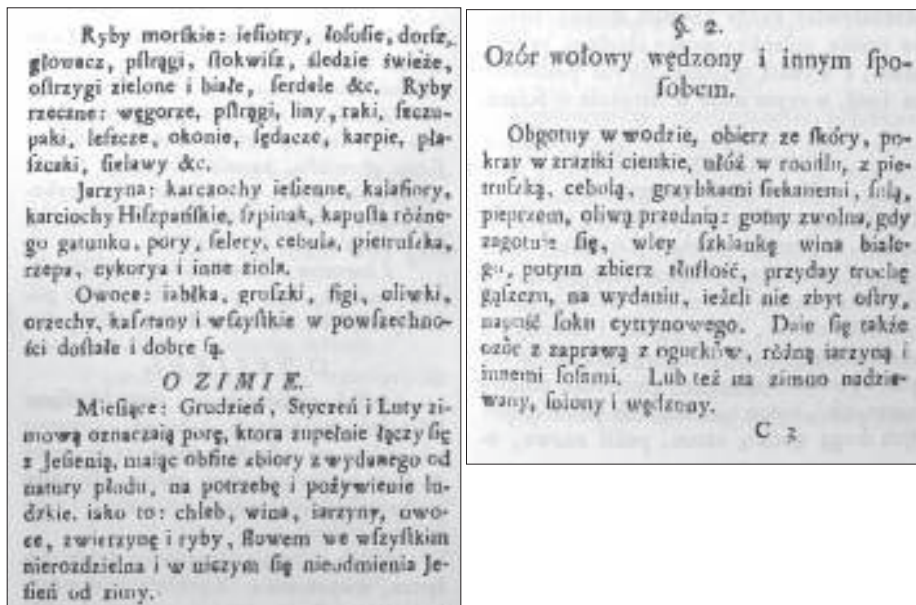 Ryby morſkie: ieſiotry, łoſoſie, dorſz,
głowacz, pſtrągi, ſtokwiſz, śledzie świeże,
oſtrzygi zielone i białe, ſerdele &c. Ryby
rzeczne: węgorze, pſtrągi, liny, raki, ſzczu-
paki, leſzcze, okonie, ſędacze, karpie, pła-
ſzczaki, ſielawy &c.
Jarzyna: karczochy ieſienne, kalafiory,
karciochy Hiſzpańſkie, ſzpinak, kapuſta różne-
go gatunku, pory, ſelery, cebula, pietruſzka,
rzepa, cykorya i inne zioła.
Owoce: iabłka, gruſzki, figi, oliwki,
orzechy, kaſztany i wſzyſtkie w powſzechno-
ści doſtałe i dobre ſą.
O ZIMIE.
Mieſiące: Grudzień, Styczeń i Luty zi-
mową oznaczaią porę, ktora zupełnie łączy ſię
z Jeſienią, maiąc obfite zbiory z wydanego od
natury płodu, na potrzebę i pożywienie lu-
dzkie, iako to: chleb, wina, iarzyny, owo-
ce, zwierzynę i ryby, ſłowem we wſzyſtkim
nierozdzielna i w niczym ſię nieodmienia Je-
ſień od zimy.
§. 2.
Ozór wołowy wędzony i innym ſpo-
ſobem.
Obgotuy w wodzie, obierz ze ſkóry, po-
kray w zraziki cienkie, ułóż w rondlu, z pie-
truſzką, cebulą, grzybkami ſiekanemi, ſolą,
pieprzem, oliwą przednią: gotuy zwolna, gdy
zagotuie ſię, wley ſzklankę wina białe-
go, potym zbierz tłuſtość, przyday trochę
gąſzczu, na wydaniu, ieżeli nie zbyt oſtry,
napuść ſoku cytrynowego. Daie ſię także
ozór z zaprawą z ogurków, różną iarzyną i
innemi ſoſami. Lub też na zimno nadzie-
wany, ſolony i wędzony.
C 2